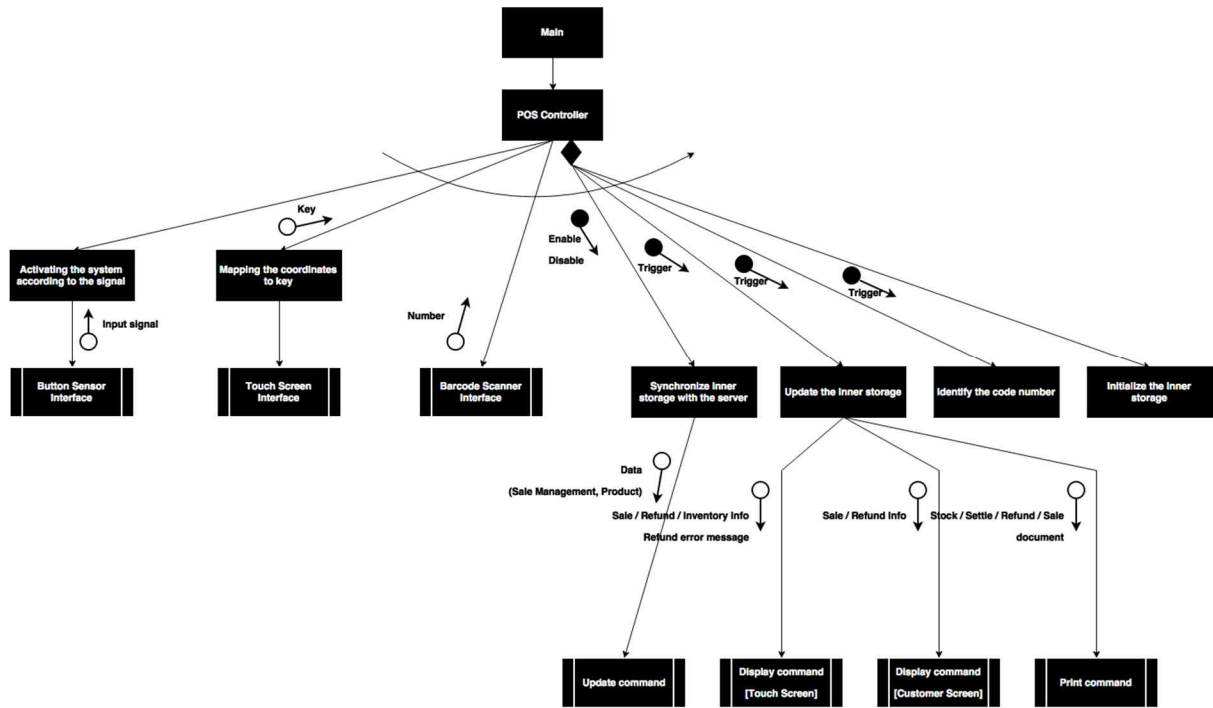 Main
POS Controller
Key
Enable
Disable
Trigger
Trigger
Trigger
Activating the system
according to the signal
Mapping the coordinates
to key
Input signal
Number
Button Sensor
Interface
Touch Screen
Interface
Barcode Scanner
Interface
Synchronize inner
storage with the server
Update the inner storage
Identify the code number
Initialize the inner
storage
Data
(Sale Management, Product)
Sale / Refund / Inventory info
Refund error message
Sale / Refund info
Stock / Settle / Refund / Sale
document
Update command
Display command
[Touch Screen]
Display command
[Customer Screen]
Print command